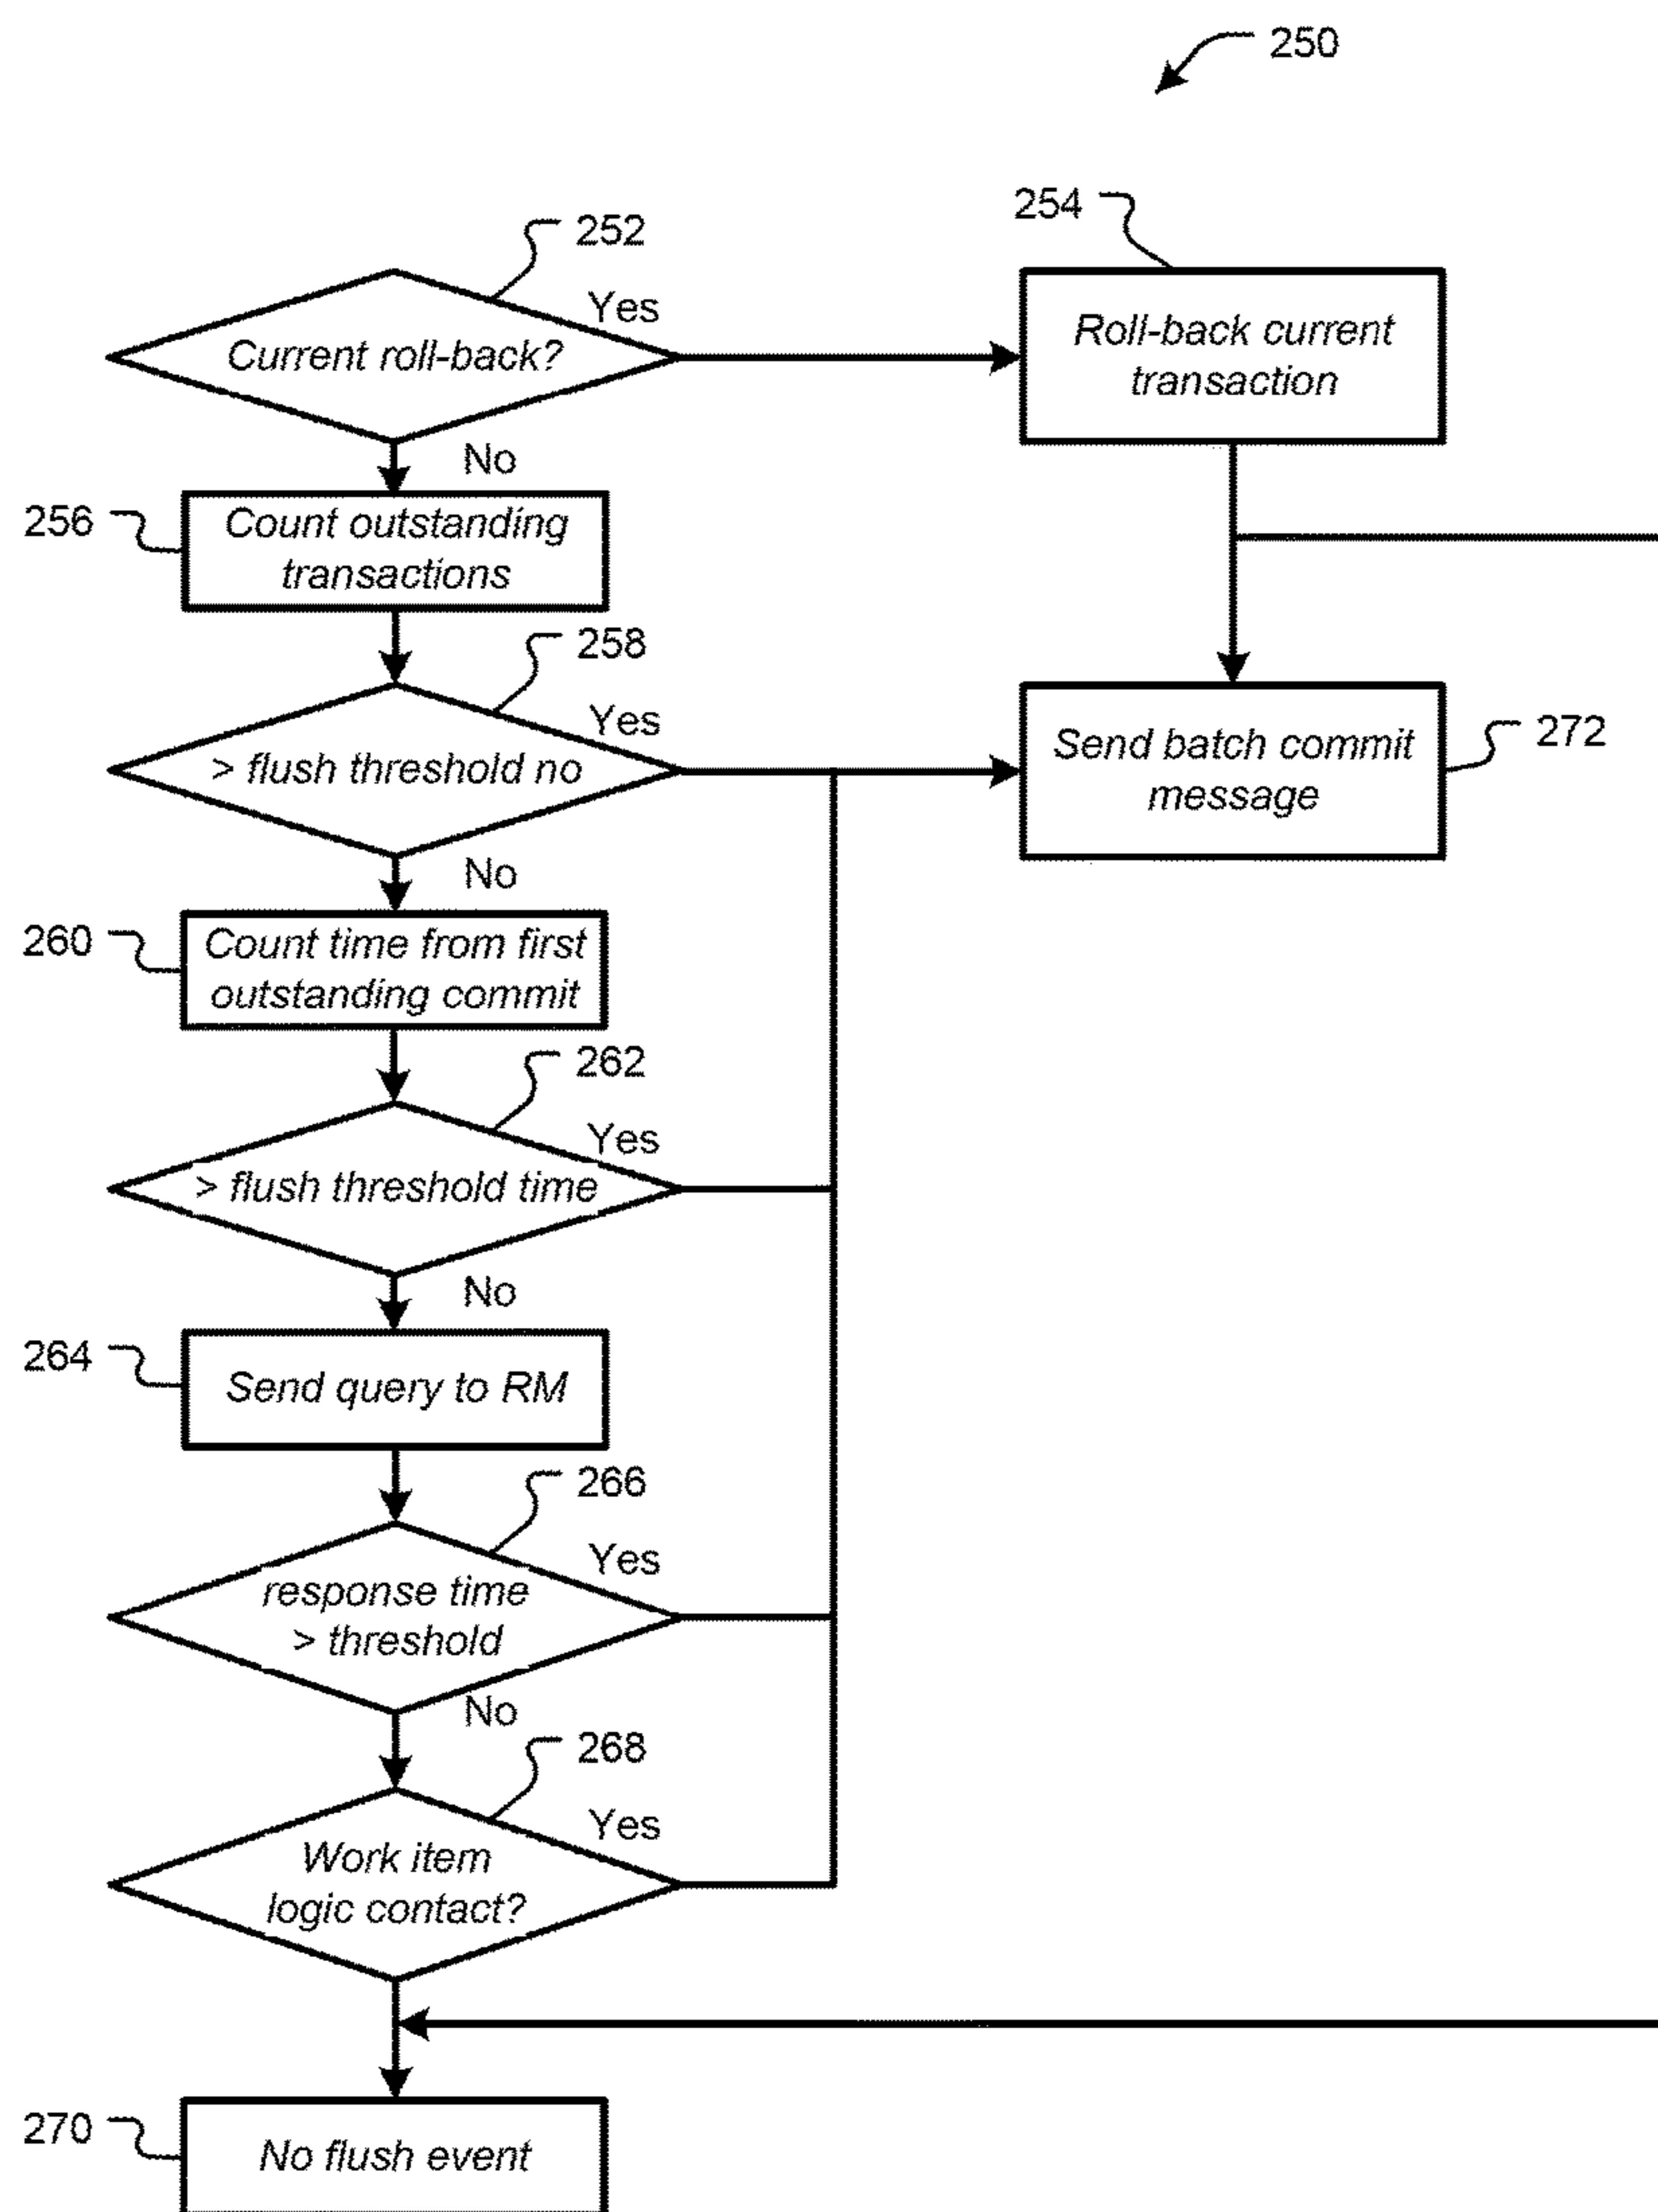 250
254
252
Yes
Current roll-back?
Roll-back current
transaction
No
256
Count outstanding
transactions
258
Yes
> flush threshold no
Send batch commit
message
272
No
260
Count time from first
outstanding commit
262
Yes
> flush threshold time
No
264
Send query to RM
266
Yes
response time
> threshold
No
268
Yes
Work item
logic contact?
270
No flush event